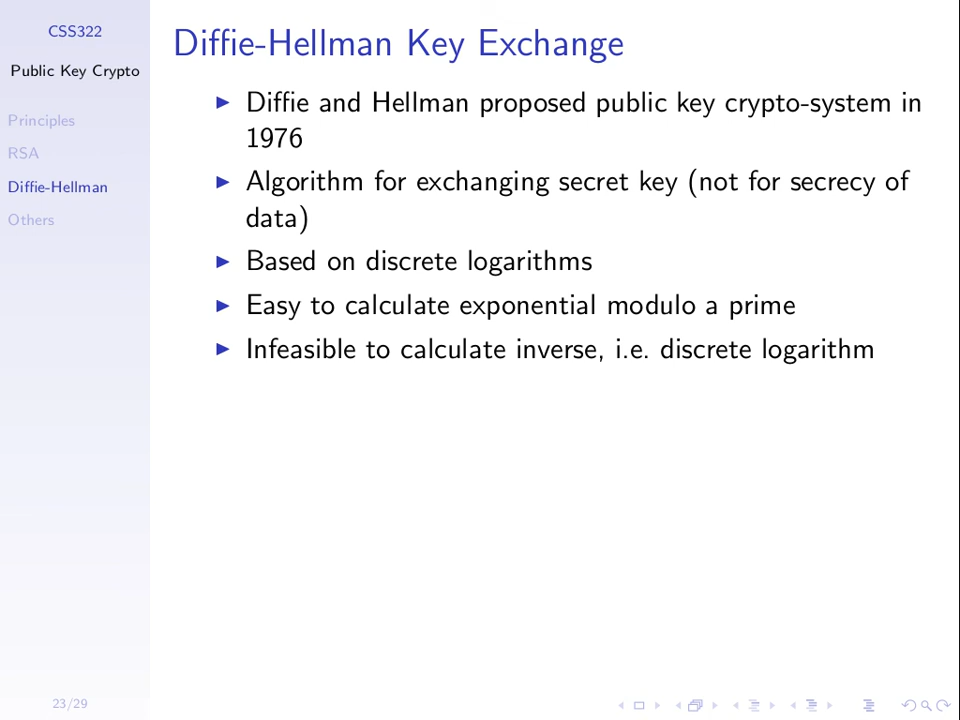 CSS322
Public Key Crypto
Principles
RSA
Diffie-Hellman
Others
23/29
Diffie-Hellman Key Exchange
Diffie and Hellman proposed public key crypto-system in
1976
Algorithm for exchanging secret key (not for secrecy of
data)
Based on discrete logarithms
Easy to calculate exponential modulo a prime
Infeasible to calculate inverse, i.e. discrete logarithm